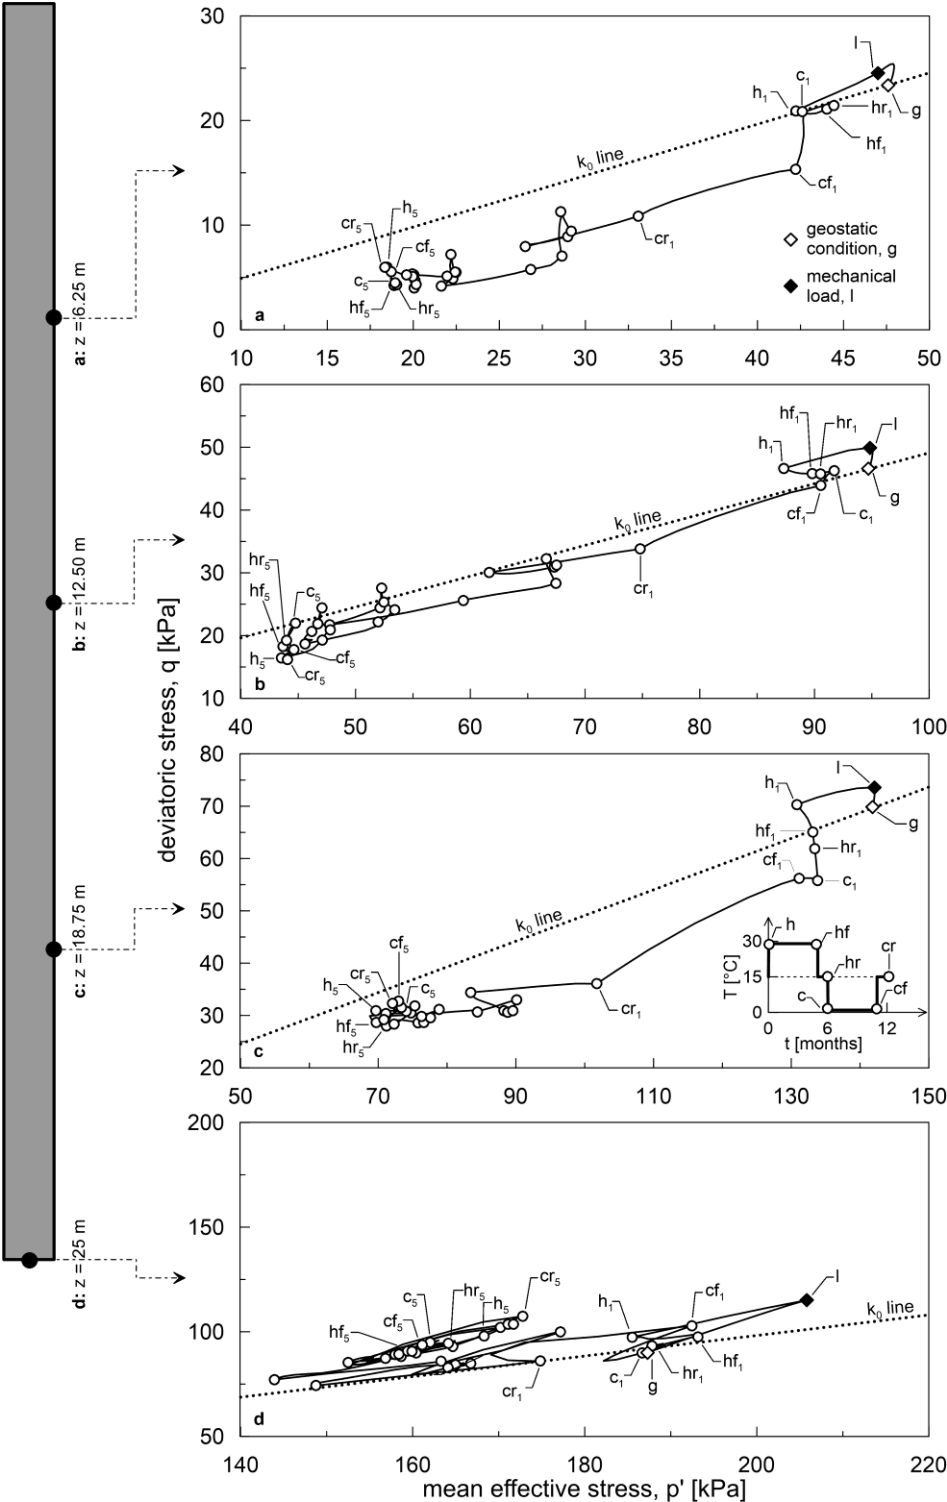 30
20
10
0
l
c₁
h₁
hr₁
g
hf₁
k₀ line
cf₁
cr₁
h₅
cr₅
cf₅
c₅
hf₅
hr₅
geostatic
condition, g
mechanical
load, l
a
10 15 20 25 30 35 40 45 50
a: z = 6.25 m
60
50
40
30
20
10
hf₁
hr₁
l
h₁
g
cf₁
c₁
k₀ line
cr₁
hr₅
hf₅
c₅
h₅
cf₅
cr₅
b
40 50 60 70 80 90 100
b: z = 12.50 m
deviatoric stress, q [kPa]
80
70
60
50
40
30
20
l
h₁
g
hf₁
hr₁
cf₁
c₁
k₀ line
cf₅
cr₅
c₅
h₅
hf₅
hr₅
cr₁
h
hf
cr
hr
c
cf
T [°C]
30
15
0
0 6 12
t [months]
c
50 70 90 110 130 150
c: z = 18.75 m
200
150
100
50
cr₅
hr₅
c₅
h₅
cf₅
hf₅
cf₁
h₁
l
k₀ line
cr₁
c₁
g
hr₁
hf₁
d
140 160 180 200 220
d: z = 25 m
mean effective stress, p' [kPa]